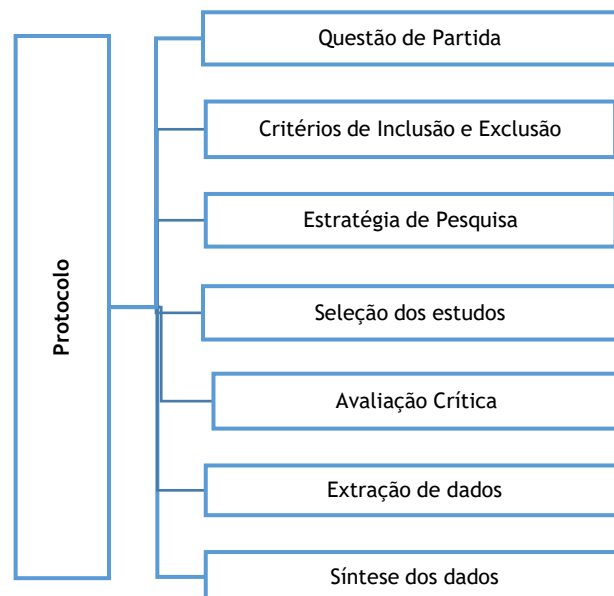 Protocolo
Questão de Partida
Critérios de Inclusão e Exclusão
Estratégia de Pesquisa
Seleção dos estudos
Avaliação Crítica
Extração de dados
Síntese dos dados